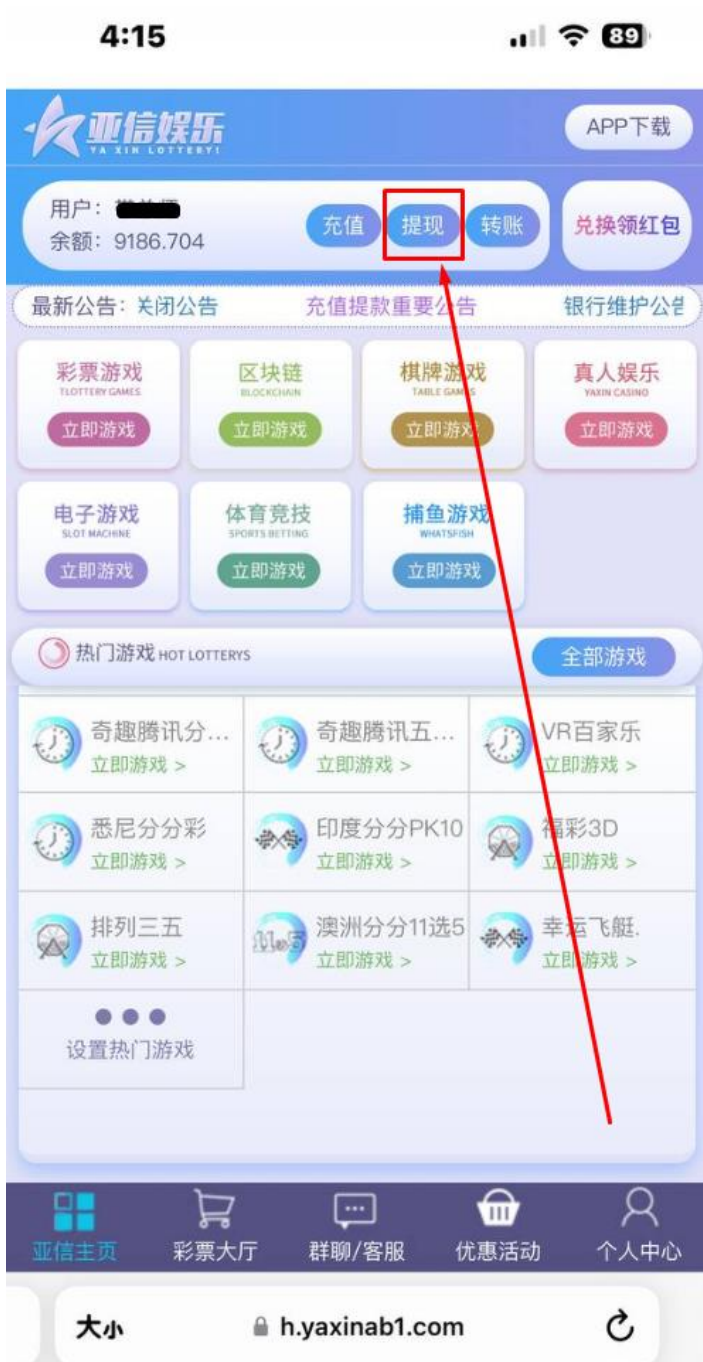 4:15
89
亚信娱乐
YA XIN LOTTERY!
APP下载
用户：
余额：9186.704
充值
提现
转账
兑换领红包
最新公告：关闭公告
充值提款重要公告
银行维护公告
彩票游戏
TLOTTERY GAMES
立即游戏
区块链
BLOCKCHAIN
立即游戏
棋牌游戏
TABLE GAMES
立即游戏
真人娱乐
YAXIN CASINO
立即游戏
电子游戏
SLOT MACHINE
立即游戏
体育竞技
SPORTS BETTING
立即游戏
捕鱼游戏
WHATSFISH
立即游戏
热门游戏 HOT LOTTERYS
全部游戏
奇趣腾讯分...
立即游戏 >
奇趣腾讯五...
立即游戏 >
VR百家乐
立即游戏 >
悉尼分分彩
立即游戏 >
印度分分PK10
立即游戏 >
福彩3D
立即游戏 >
排列三五
立即游戏 >
11选5
澳洲分分11选5
立即游戏 >
幸运飞艇.
立即游戏 >
设置热门游戏
亚信主页
彩票大厅
群聊/客服
优惠活动
个人中心
大小
h.yaxinab1.com